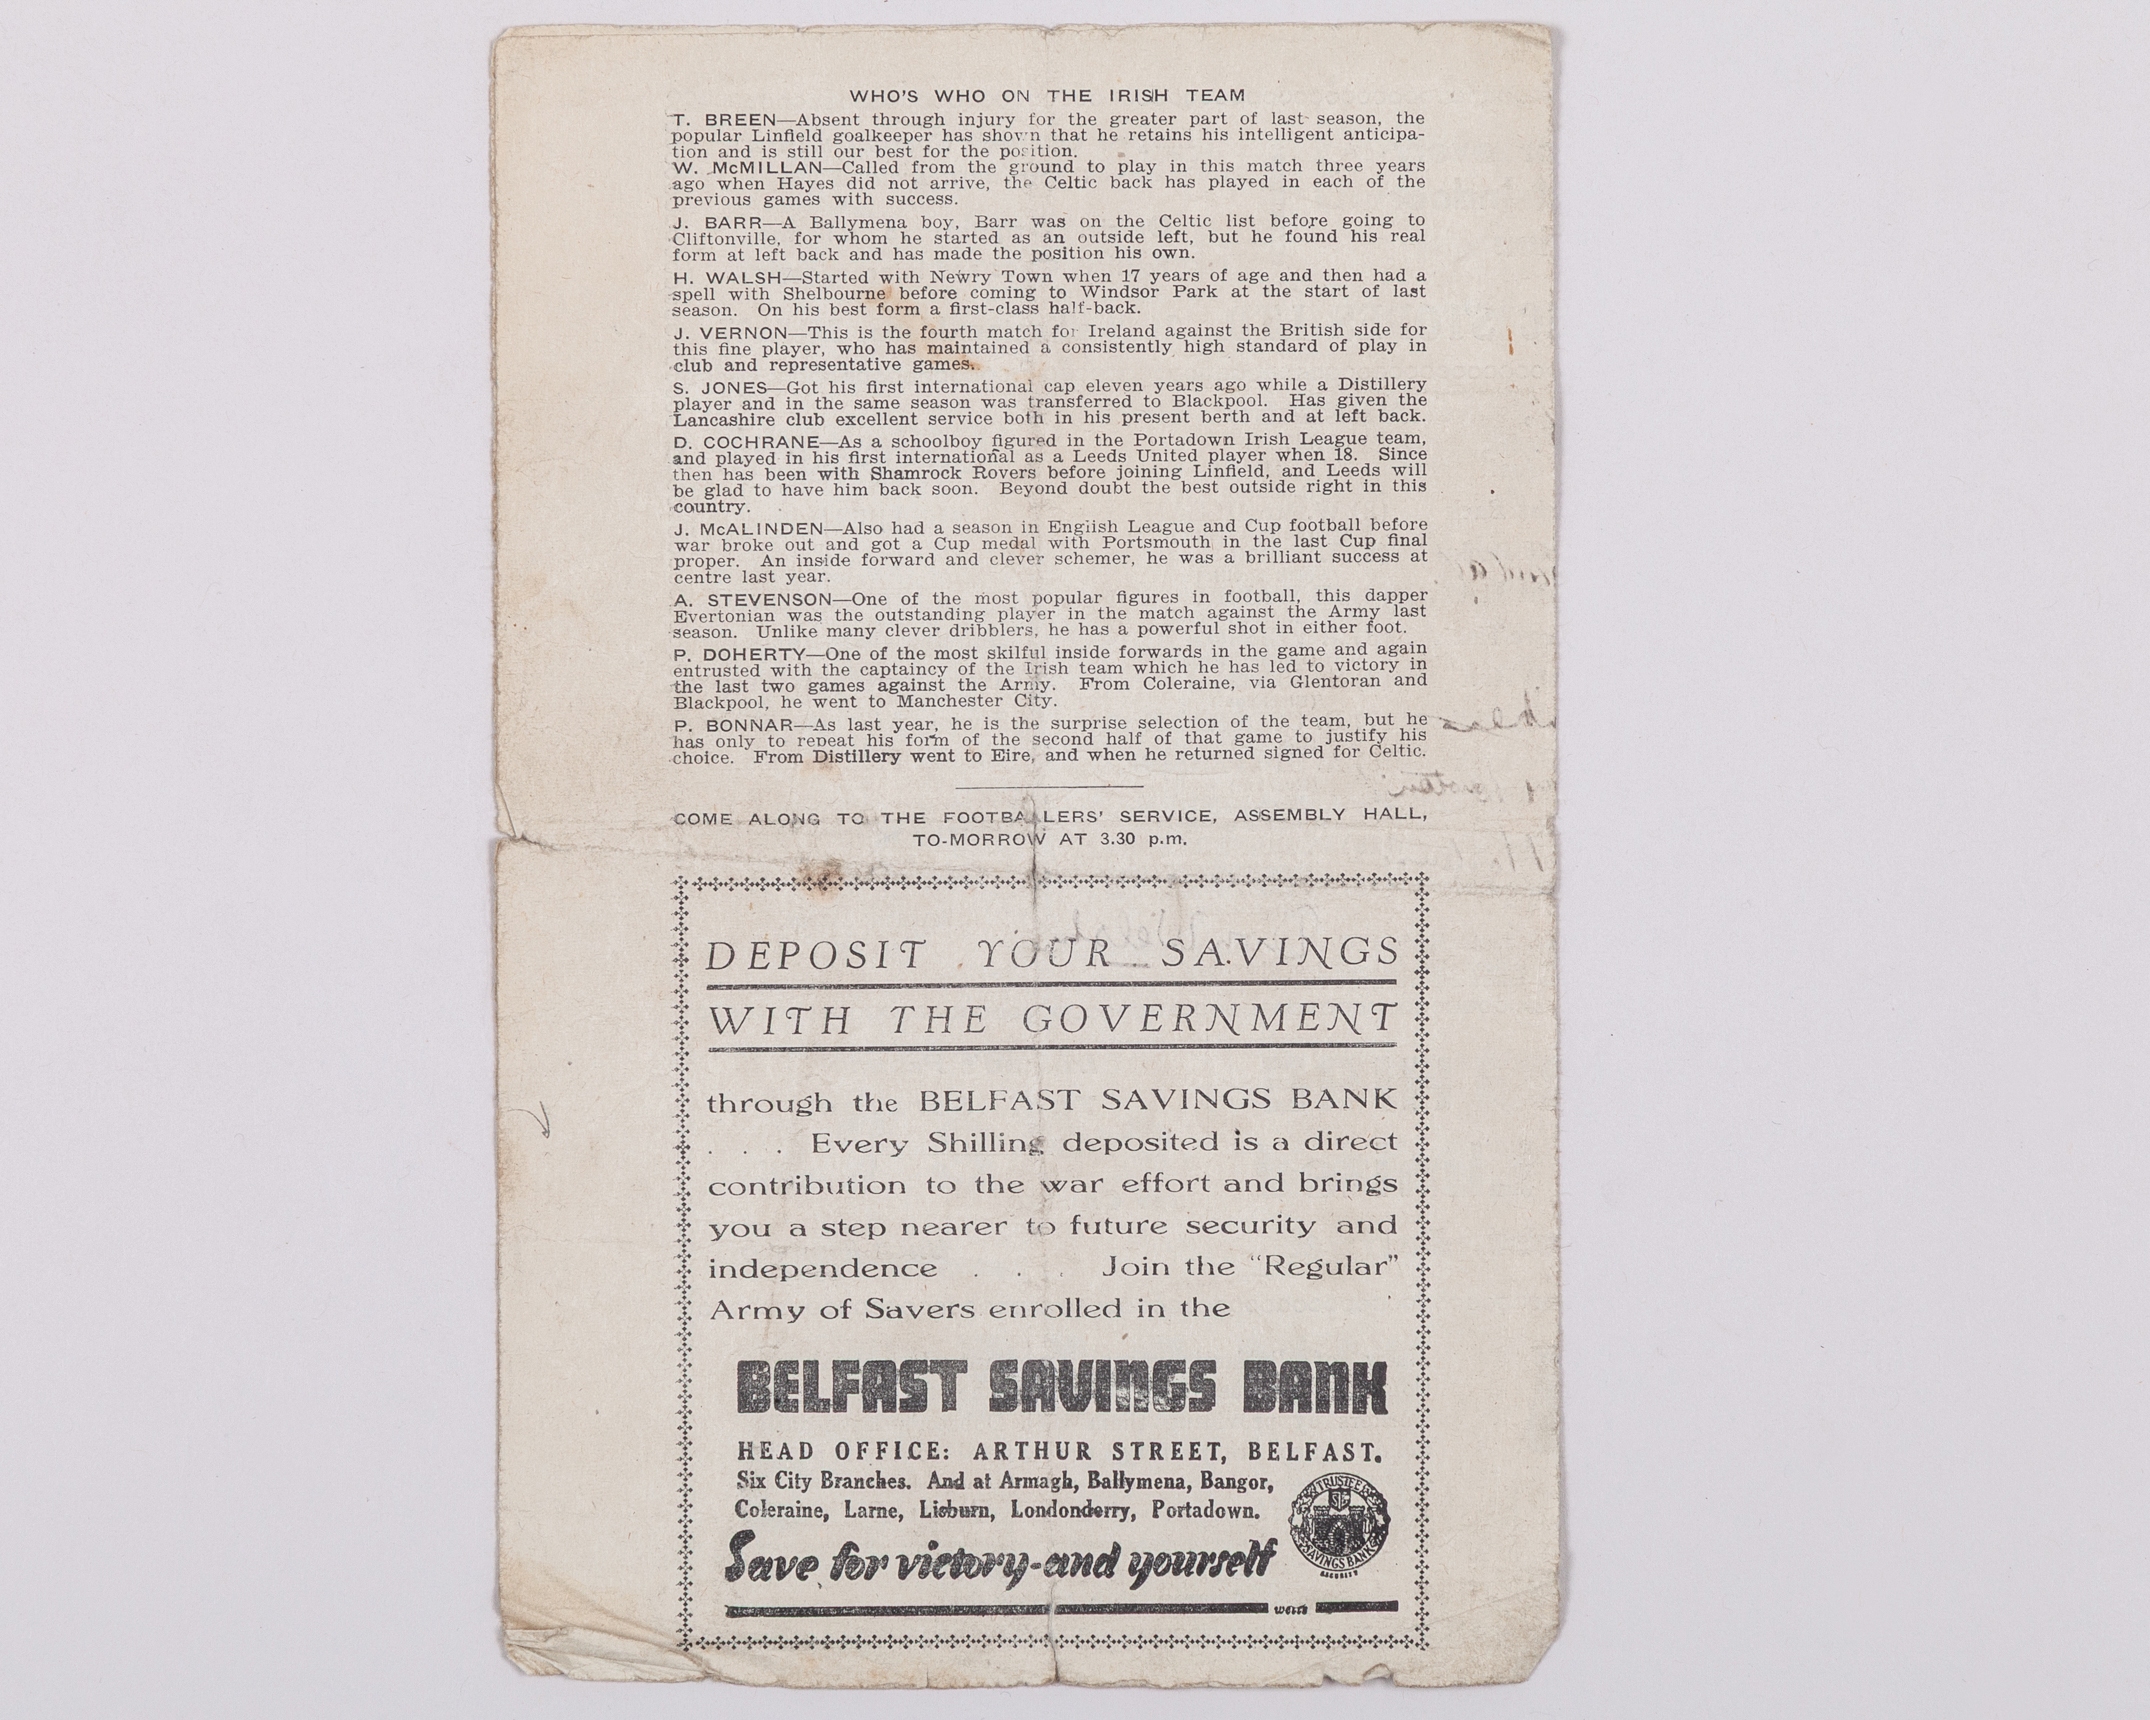 WHO'S WHO ON THE IRISH TEAM
T. BREEN—Absent through injury for the greater part of last season, the
popular Linfield goalkeeper has shown that he retains his intelligent anticipa-
tion and is still our best for the position.
W. McMILLAN—Called from the ground to play in this match three years
ago when Hayes did not arrive, the Celtic back has played in each of the
previous games with success.
J. BARR—A Ballymena boy, Barr was on the Celtic list before going to
Cliftonville, for whom he started as an outside left, but he found his real
form at left back and has made the position his own.
H. WALSH—Started with Newry Town when 17 years of age and then had a
spell with Shelbourne before coming to Windsor Park at the start of last
season. On his best form a first-class half-back.
J. VERNON—This is the fourth match for Ireland against the British side for
this fine player, who has maintained a consistently high standard of play in
club and representative games.
S. JONES—Got his first international cap eleven years ago while a Distillery
player and in the same season was transferred to Blackpool. Has given the
Lancashire club excellent service both in his present berth and at left back.
D. COCHRANE—As a schoolboy figured in the Portadown Irish League team,
and played in his first international as a Leeds United player when 18. Since
then has been with Shamrock Rovers before joining Linfield, and Leeds will
be glad to have him back soon. Beyond doubt the best outside right in this
country.
J. McALINDEN—Also had a season in English League and Cup football before
war broke out and got a Cup medal with Portsmouth in the last Cup final
proper. An inside forward and clever schemer, he was a brilliant success at
centre last year.
A. STEVENSON—One of the most popular figures in football, this dapper
Evertonian was the outstanding player in the match against the Army last
season. Unlike many clever dribblers, he has a powerful shot in either foot.
P. DOHERTY—One of the most skilful inside forwards in the game and again
entrusted with the captaincy of the Irish team which he has led to victory in
the last two games against the Army. From Coleraine, via Glentoran and
Blackpool, he went to Manchester City.
P. BONNAR—As last year, he is the surprise selection of the team, but he
has only to repeat his form of the second half of that game to justify his
choice. From Distillery went to Eire, and when he returned signed for Celtic.
COME ALONG TO THE FOOTBALLERS' SERVICE, ASSEMBLY HALL,
TO-MORROW AT 3.30 p.m.
DEPOSIT YOUR SAVINGS
WITH THE GOVERNMENT
through the BELFAST SAVINGS BANK
. . . Every Shilling deposited is a direct
contribution to the war effort and brings
you a step nearer to future security and
independence . . . Join the "Regular"
Army of Savers enrolled in the
BELFAST SAVINGS BANK
HEAD OFFICE: ARTHUR STREET, BELFAST.
Six City Branches. And at Armagh, Ballymena, Bangor,
Coleraine, Larne, Lisburn, Londonderry, Portadown.
Save for victory-and yourself
TRUSTEE
SAVINGS BANK
SECURITY